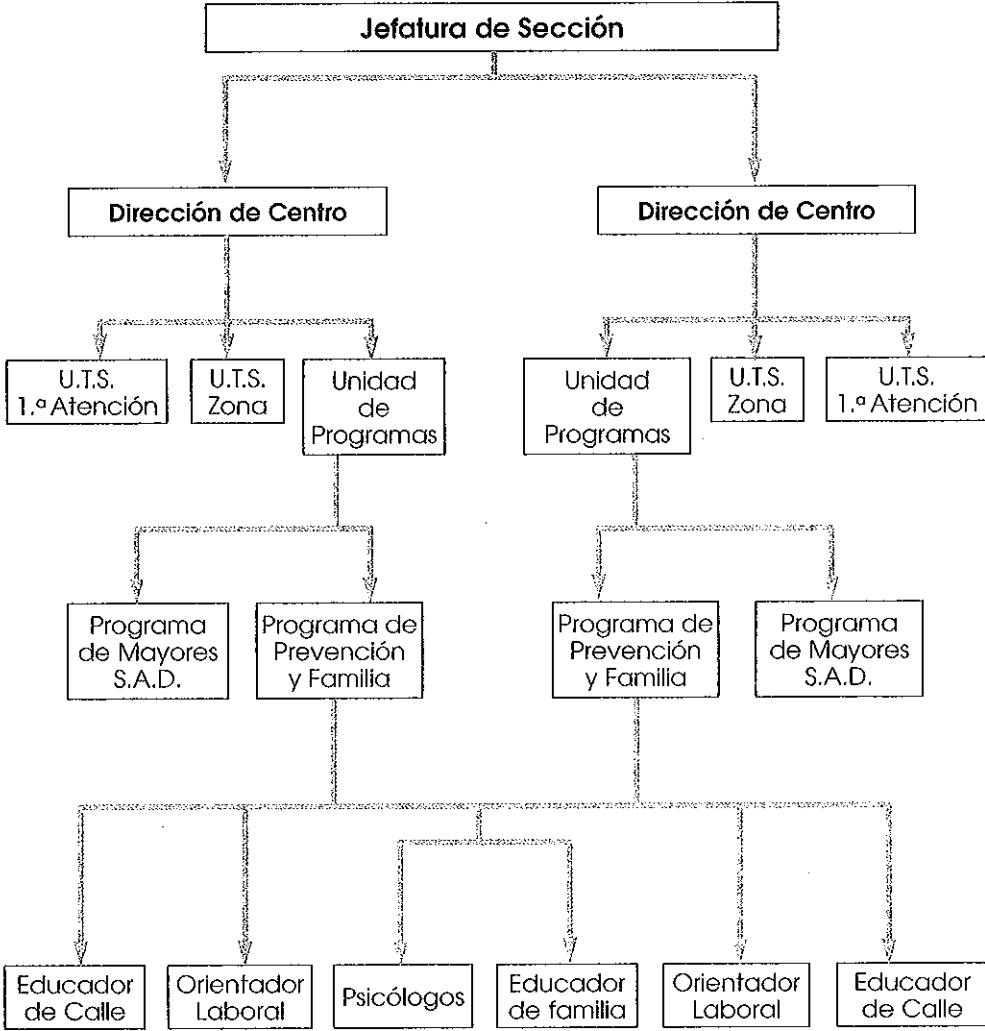 Jefatura de Sección
Dirección de Centro
Dirección de Centro
U.T.S.
1.ª Atención
U.T.S.
Zona
Unidad
de
Programas
Unidad
de
Programas
U.T.S.
Zona
U.T.S.
1.ª Atención
Programa
de Mayores
S.A.D.
Programa de
Prevención
y Familia
Programa de
Prevención
y Familia
Programa
de Mayores
S.A.D.
Educador
de Calle
Orientador
Laboral
Psicólogos
Educador
de familia
Orientador
Laboral
Educador
de Calle